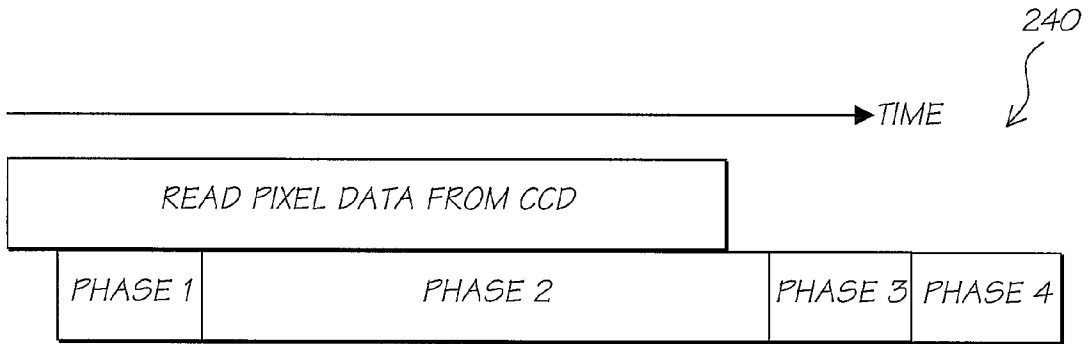 240
TIME
READ PIXEL DATA FROM CCD
PHASE 1 PHASE 2 PHASE 3 PHASE 4